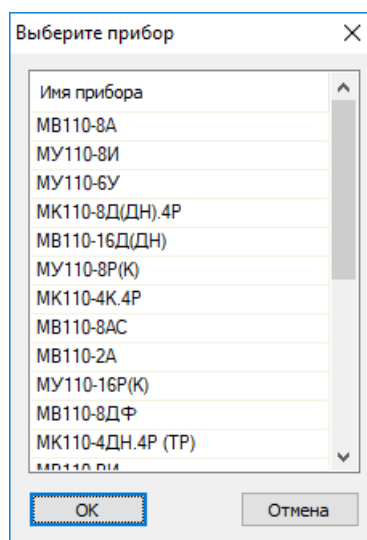 Выберите прибор
Имя прибора
МВ110-8А
МУ110-8И
МУ110-6У
МК110-8Д(ДН).4Р
МВ110-16Д(ДН)
МУ110-8Р(К)
МК110-4К.4Р
МВ110-8АС
МВ110-2А
МУ110-16Р(К)
МВ110-8ДФ
МК110-4ДН.4Р (ТР)
ОК
Отмена